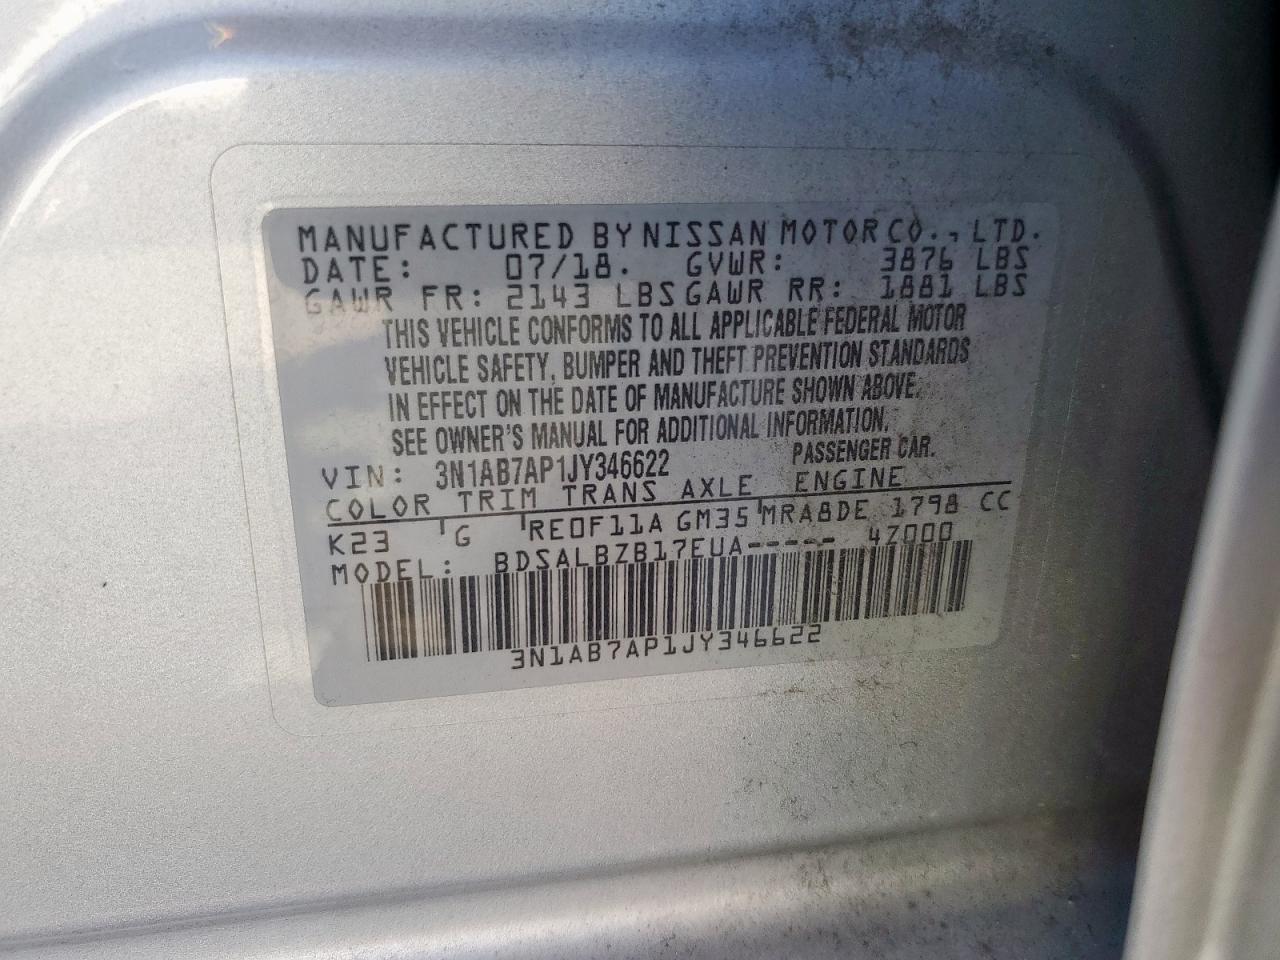 MANUFACTURED BY NISSAN MOTOR CO., LTD.
DATE: 07/18. GVWR: 3876 LBS
GAWR FR: 2143 LBS GAWR RR: 1881 LBS
THIS VEHICLE CONFORMS TO ALL APPLICABLE FEDERAL MOTOR
VEHICLE SAFETY, BUMPER AND THEFT PREVENTION STANDARDS
IN EFFECT ON THE DATE OF MANUFACTURE SHOWN ABOVE.
SEE OWNER'S MANUAL FOR ADDITIONAL INFORMATION.
VIN: 3N1AB7AP1JY346622 PASSENGER CAR.
COLOR TRIM TRANS AXLE ENGINE
K23 G RE0F11A GM35 MRA8DE 1798 CC
MODEL: BDSALBZB17EUA----- 4Z000
3N1AB7AP1JY346622